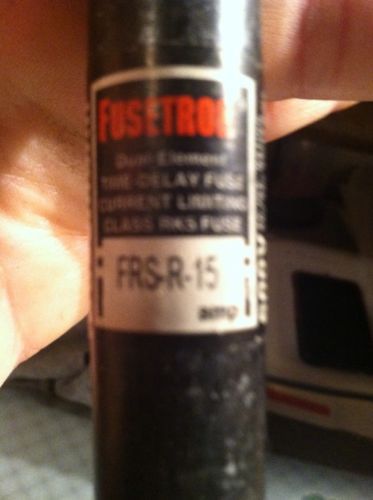 FUSETRON
Dual-Element
TIME-DELAY FUSE
CURRENT LIMITING
CLASS RK5 FUSE
FRS-R-15
amp